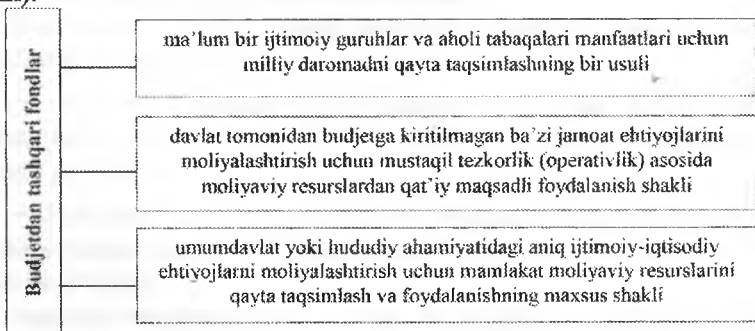 Budjetdan tashqari fondlar
ma'lum bir ijtimoiy guruhlar va aholi tabaqalari manfaatlari uchun
milliy daromadni qayta taqsimlashning bir usuli
davlat tomonidan budjetga kiritilmagan ba'zi jamoat ehtiyojlarini
moliyalashtirish uchun mustaqil tezkorlik (operativlik) asosida
moliyaviy resurslardan qat'iy maqsadli foydalanish shakli
umumdavlat yoki hududiy ahamiyatidagi aniq ijtimoiy-iqtisodiy
ehtiyojlarni moliyalashtirish uchun mamlakat moliyaviy resurslarini
qayta taqsimlash va foydalanishning maxsus shakli